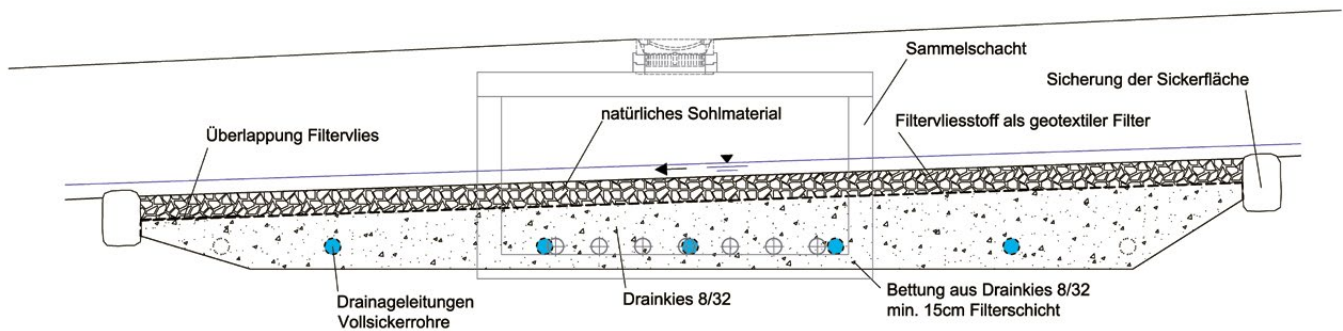 Sammelschacht
Sicherung der Sickerfläche
natürliches Sohlmaterial
Filtervliesstoff als geotextiler Filter
Überlappung Filtervlies
Drainageleitungen
Vollsickerrohre
Drainkies 8/32
Bettung aus Drainkies 8/32
min. 15cm Filterschicht